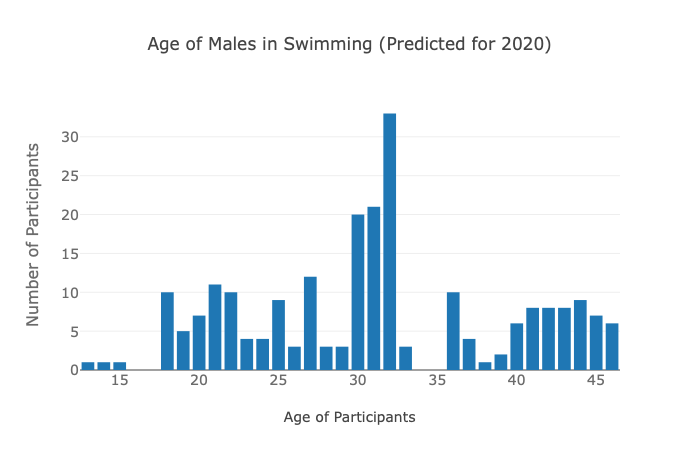 Age of Males in Swimming (Predicted for 2020)
Number of Participants
30
25
20
15
10
5
0
15 20 25 30 35 40 45
Age of Participants